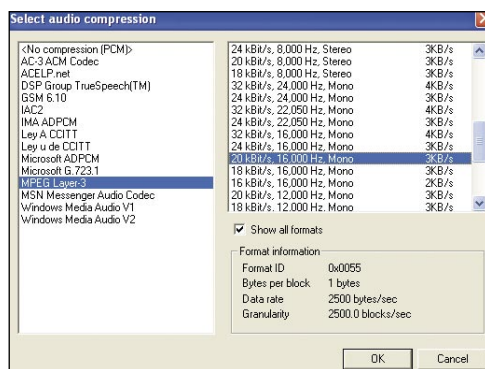 Select audio compression
<No compression (PCM)>
AC-3 ACM Codec
ACELP.net
DSP Group TrueSpeech(TM)
GSM 6.10
IAC2
IMA ADPCM
Ley A CCITT
Ley u de CCITT
Microsoft ADPCM
Microsoft G.723.1
MPEG Layer-3
MSN Messenger Audio Codec
Windows Media Audio V1
Windows Media Audio V2
24 kBit/s, 8,000 Hz, Stereo 3KB/s
20 kBit/s, 8,000 Hz, Mono 3KB/s
18 kBit/s, 8,000 Hz, Mono 3KB/s
32 kBit/s, 24,000 Hz, Mono 4KB/s
24 kBit/s, 24,000 Hz, Mono 3KB/s
32 kBit/s, 22,050 Hz, Mono 4KB/s
24 kBit/s, 22,050 Hz, Mono 3KB/s
32 kBit/s, 16,000 Hz, Mono 4KB/s
24 kBit/s, 16,000 Hz, Mono 3KB/s
20 kBit/s, 16,000 Hz, Mono 3KB/s
18 kBit/s, 16,000 Hz, Mono 3KB/s
16 kBit/s, 16,000 Hz, Mono 2KB/s
20 kBit/s, 12,000 Hz, Mono 3KB/s
18 kBit/s, 12,000 Hz, Mono 3KB/s
Show all formats
Format information
Format ID 0x0055
Bytes per block 1 bytes
Data rate 2500 bytes/sec
Granularity 2500.0 blocks/sec
OK Cancel